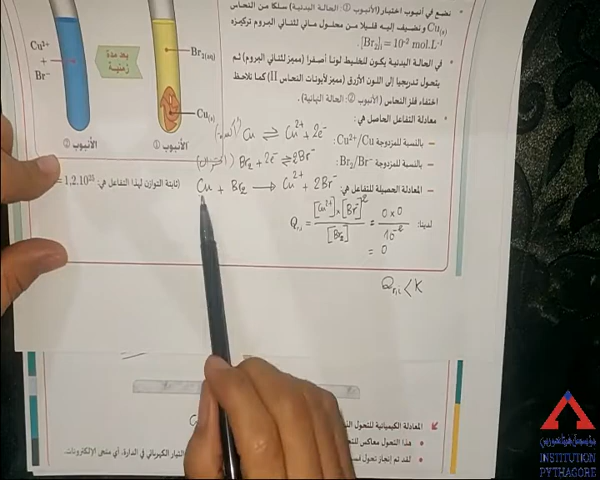 نضع في أنبوب اختبار (الأنبوب ①: الحالة البدئية) سلكا من النحاس
Cu(s) ونضيف إليه قليلا من محلول مائي لثنائي البروم تركيزه
[Br₂]ᵢ = 10⁻² mol.L⁻¹.
في الحالة البدئية يكون للخليط لونا أصفرا (مميز لثنائي البروم) ثم
يتحول تدريجيا إلى اللون الأزرق (مميز لأيونات النحاس II) كما نلاحظ
اختفاء فلز النحاس (الأنبوب ②: الحالة النهائية).
معادلة التفاعل الحاصل هي:
– بالنسبة للمزدوجة Cu²⁺/Cu:
Cu ⇌ Cu²⁺ + 2e⁻
– بالنسبة للمزدوجة Br₂/Br⁻:
Br₂ + 2e⁻ ⇌ 2Br⁻
– المعادلة الحصيلة للتفاعل هي:
Cu + Br₂ → Cu²⁺ + 2Br⁻
(ثابتة التوازن لهذا التفاعل هي: = 1,2.10²⁵
لدينا:
Qr,i = [Cu²⁺] × [Br⁻]² / [Br₂] = 0 × 0 / 10⁻²
= 0
Qr,i < K
Cu²⁺
+
Br⁻
بعد مدة
زمنية
Br₂(aq)
Cu(s)
الأنبوب ②
الأنبوب ①
المعادلة الكيميائية للتحول
هذا التحول معاكس للتحول
لقد تم إنجاز تحول
التيار الكهربائي في الدارة، أي منحى الإلكترونات.
INSTITUTION
PYTHAGORE